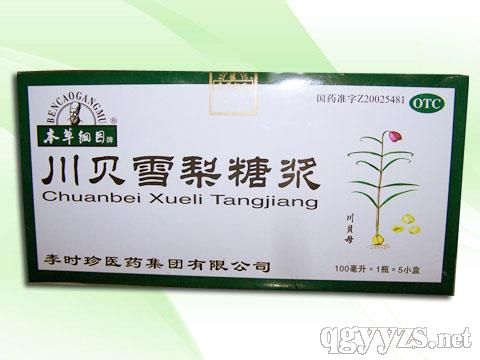 BENCAOGANGMU
®
本草纲目牌
国药准字Z20025481
OTC
川贝雪梨糖浆
Chuanbei Xueli Tangjiang
川贝母
李时珍医药集团有限公司
100毫升×1瓶×5小盒
qgyyzs.net